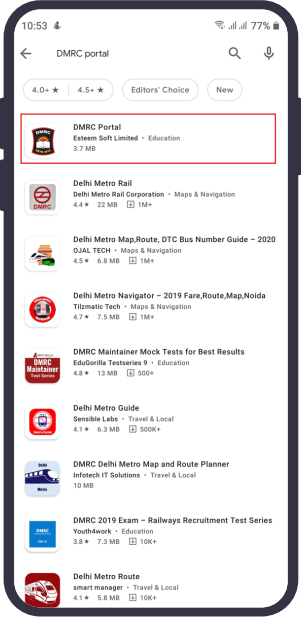 10:53 77%
DMRC portal
4.0+ ★ 4.5+ ★ Editors' Choice New
DMRC
DMRC Portal
Esteem Soft Limited • Education
3.7 MB
DMRC
Delhi Metro Rail
Delhi Metro Rail Corporation • Maps & Navigation
4.4 ★ 22 MB 1M+
Delhi Metro Map,Route, DTC Bus Number Guide – 2020
OJAL TECH • Maps & Navigation
4.5 ★ 6.8 MB 1M+
Delhi Metro Navigator – 2019 Fare,Route,Map,Noida
Tilzmatic Tech • Maps & Navigation
4.7 ★ 7.5 MB 1M+
DMRC
Maintainer
Test Series
DMRC Maintainer Mock Tests for Best Results
EduGorilla Testseries 9 • Education
4.8 ★ 13 MB 500+
Delhi Metro Guide
Sensible Labs • Travel & Local
4.1 ★ 6.3 MB 500K+
Delhi
Metro
DMRC Delhi Metro Map and Route Planner
Infotech IT Solutions • Travel & Local
10 MB
DMRC
DMRC 2019 Exam – Railways Recruitment Test Series
Youth4work • Education
3.8 ★ 7.3 MB 10K+
Delhi Metro Route
smart manager • Travel & Local
4.1 ★ 5.8 MB 10K+